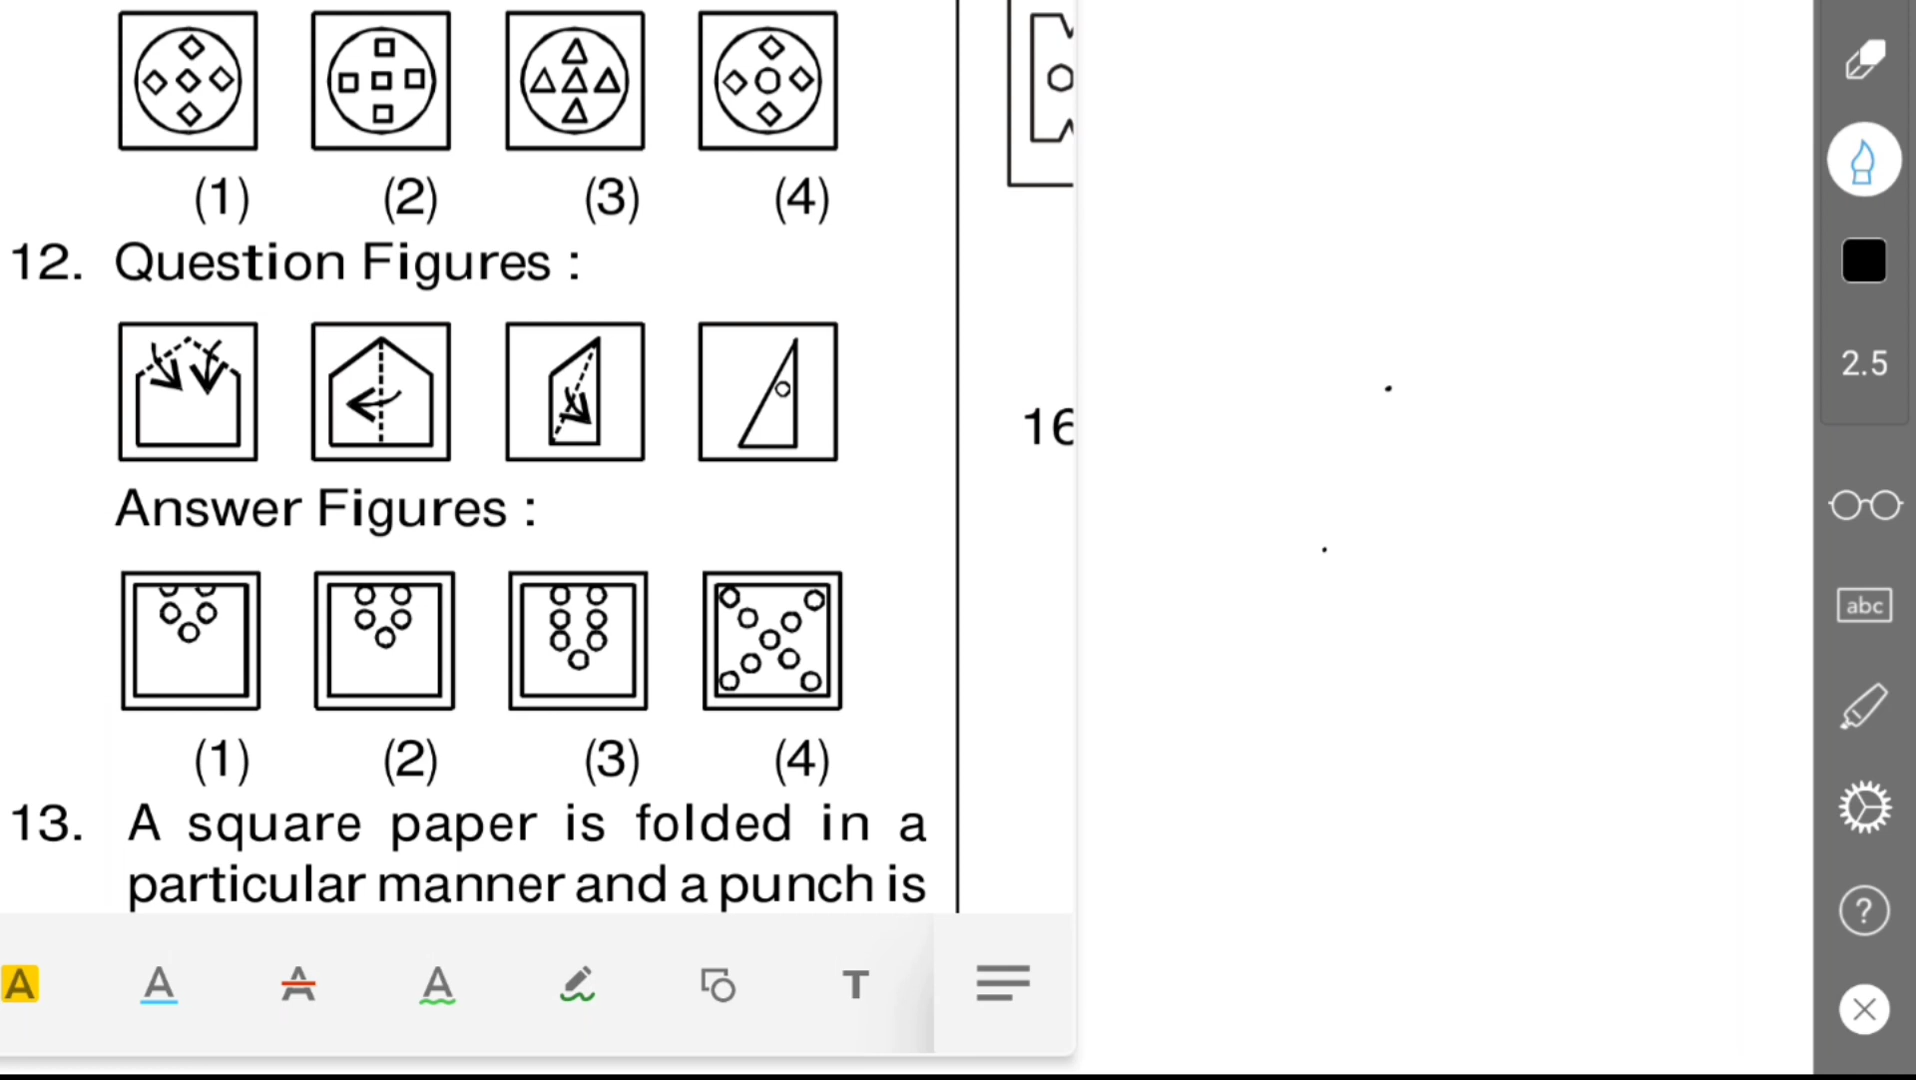 (1) (2) (3) (4)
12. Question Figures :
Answer Figures :
(1) (2) (3) (4)
13. A square paper is folded in a
particular manner and a punch is
A A A A T
16
2.5
abc
?